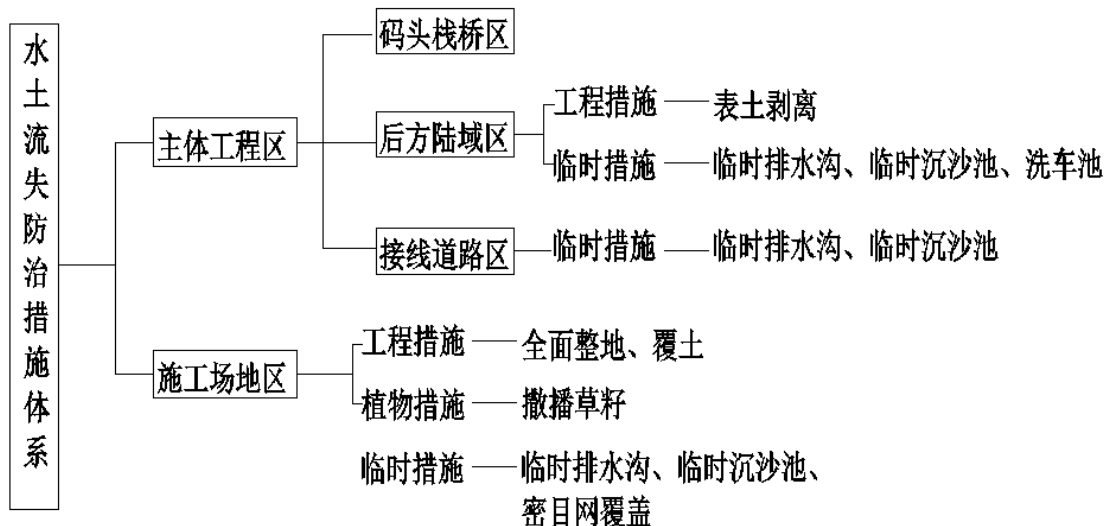 水土流失防治措施体系
主体工程区
码头栈桥区
后方陆域区
工程措施
表土剥离
临时措施
临时排水沟、临时沉沙池、洗车池
接线道路区
临时措施
临时排水沟、临时沉沙池
施工场地区
工程措施
全面整地、覆土
植物措施
撒播草籽
临时措施
临时排水沟、临时沉沙池、
密目网覆盖